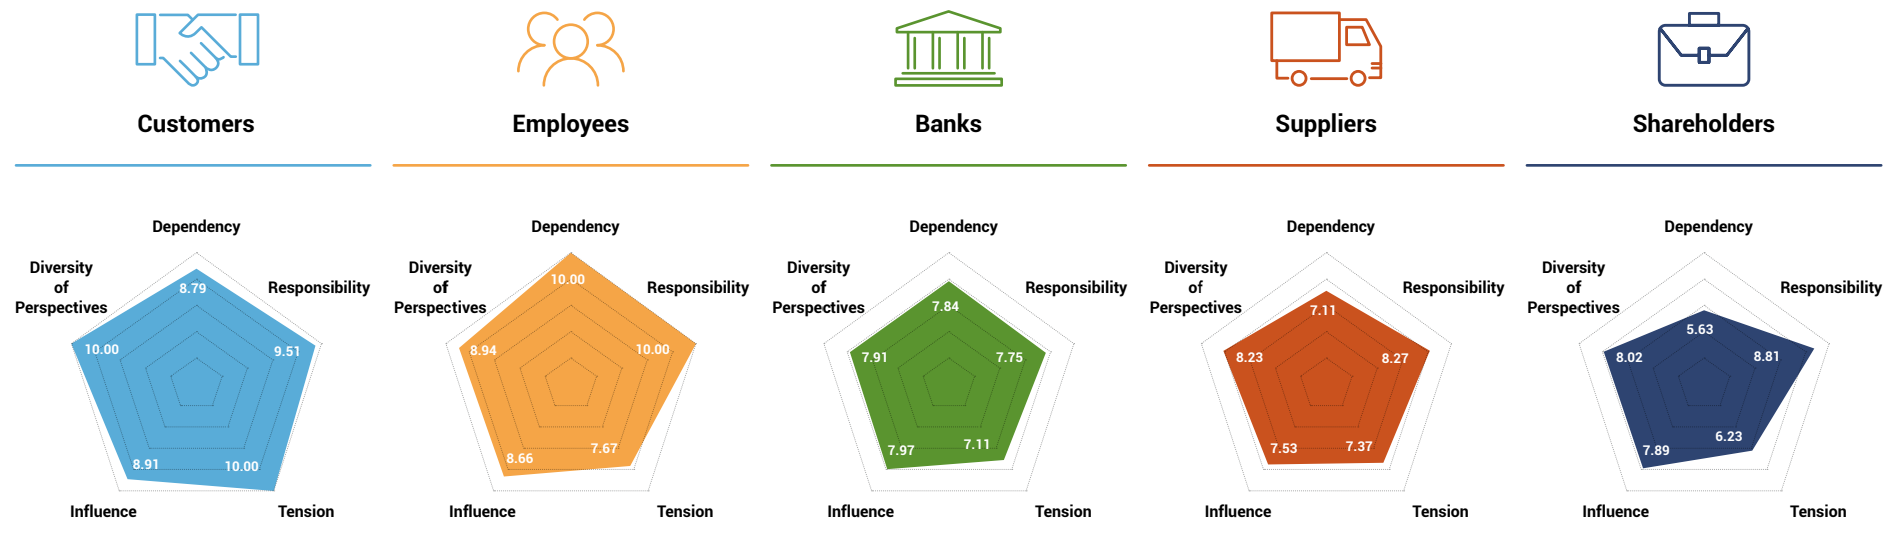 Customers
Employees
Banks
Suppliers
Shareholders
Dependency
Diversity
of
Perspectives
Responsibility
8.79
10.00
9.51
8.91
10.00
Influence
Tension
Dependency
Diversity
of
Perspectives
Responsibility
10.00
8.94
10.00
8.66
7.67
Influence
Tension
Dependency
Diversity
of
Perspectives
Responsibility
7.84
7.91
7.75
7.97
7.11
Influence
Tension
Dependency
Diversity
of
Perspectives
Responsibility
7.11
8.23
8.27
7.53
7.37
Influence
Tension
Dependency
Diversity
of
Perspectives
Responsibility
5.63
8.02
8.81
7.89
6.23
Influence
Tension